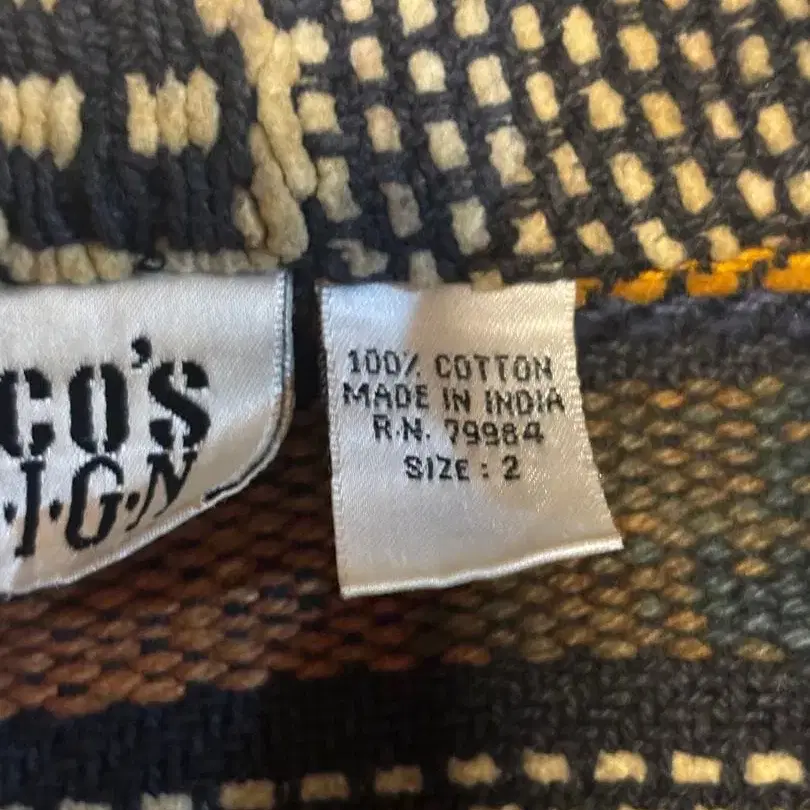 CO'S
·I·G·N
100% COTTON
MADE IN INDIA
R.N. 79984
SIZE : 2